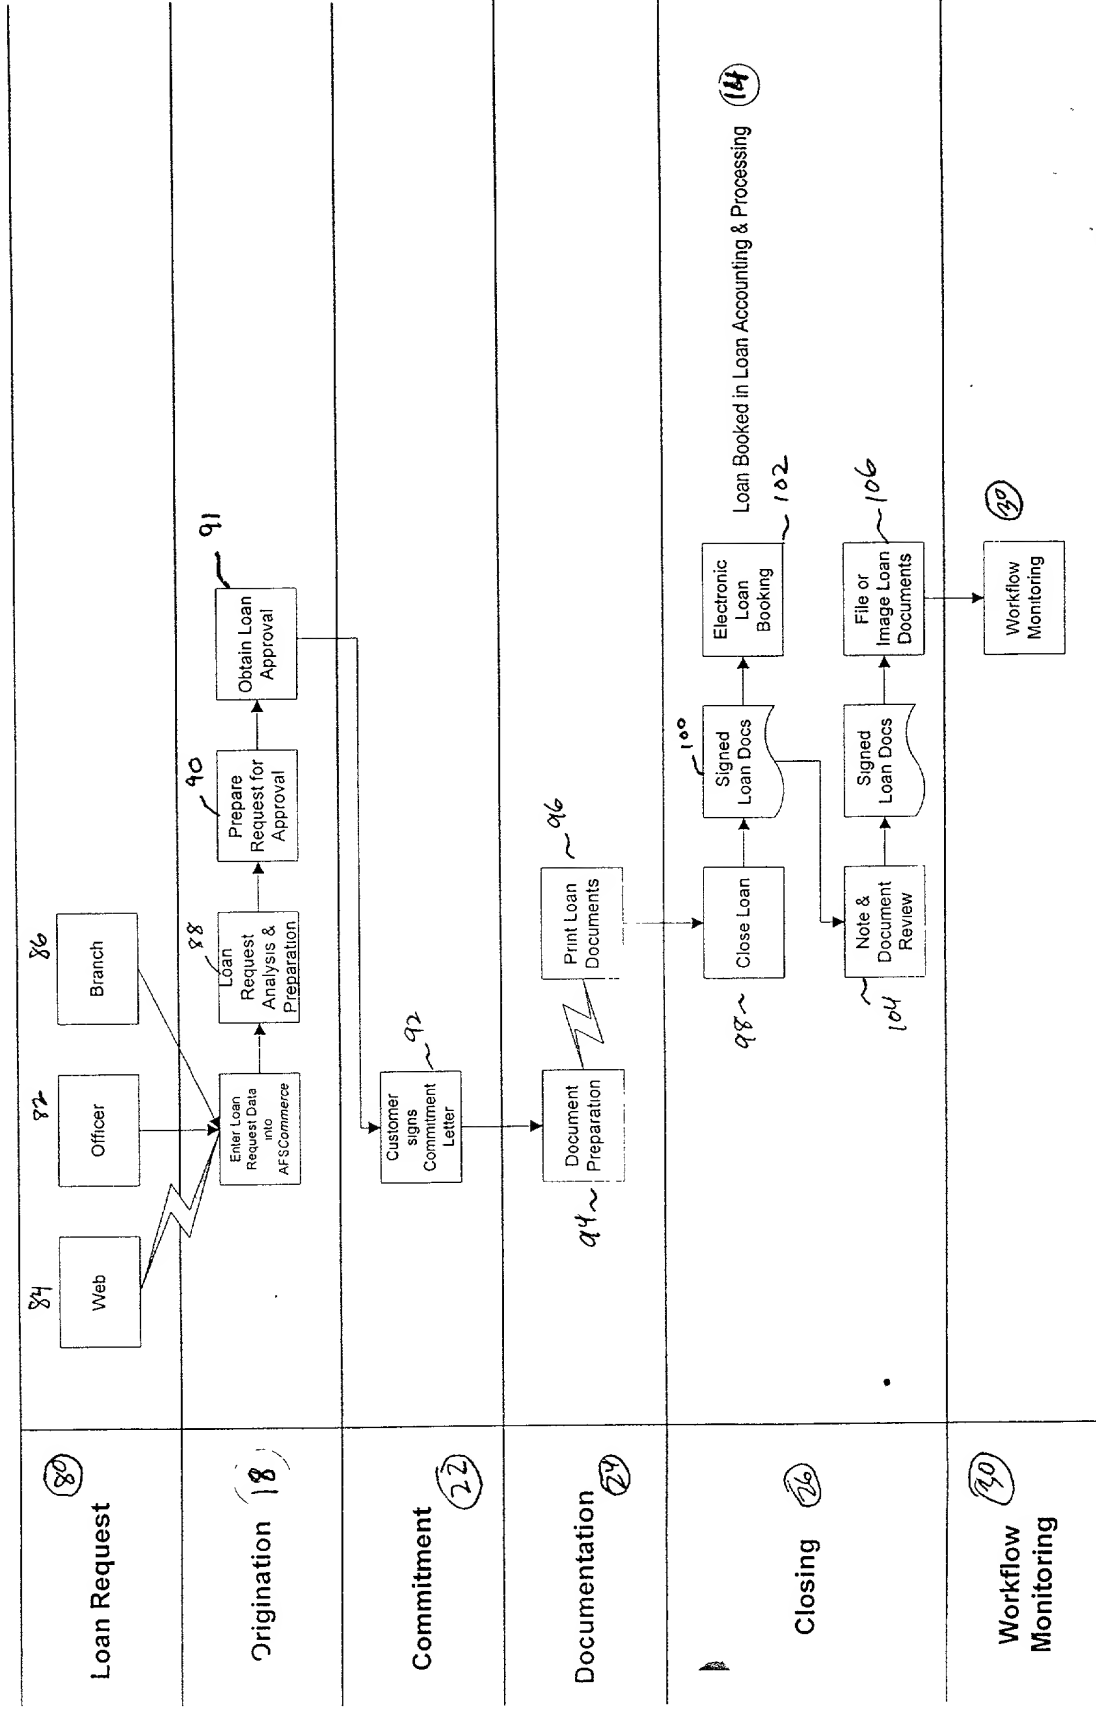 Loan Request
80
84
Web
82
Officer
86
Branch
Origination
18
Enter Loan
Request Data
into
AFSCommerce
88
Loan
Request
Analysis &
Preparation
90
Prepare
Request for
Approval
91
Obtain Loan
Approval
Commitment
22
Customer
signs
Commitment
Letter
92
Documentation
24
94
Document
Preparation
Print Loan
Documents
96
Closing
26
98
Close Loan
100
Signed
Loan Docs
Electronic
Loan
Booking
102
Loan Booked in Loan Accounting & Processing
14
104
Note &
Document
Review
Signed
Loan Docs
File or
Image Loan
Documents
106
Workflow
Monitoring
30
Workflow
Monitoring
30